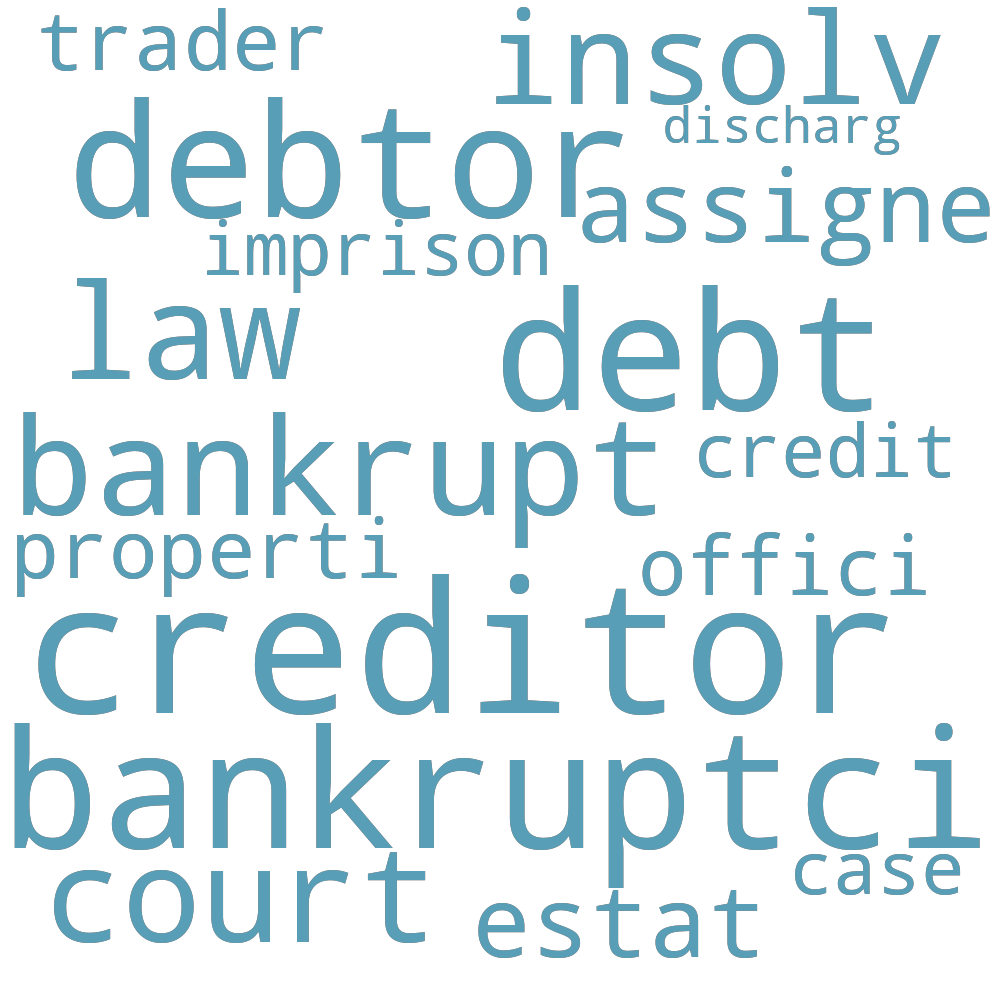 trader insolv
debtor discharg
assigne
imprison
law debt
bankrupt credit
properti offici
creditor
bankruptci
court case
estat